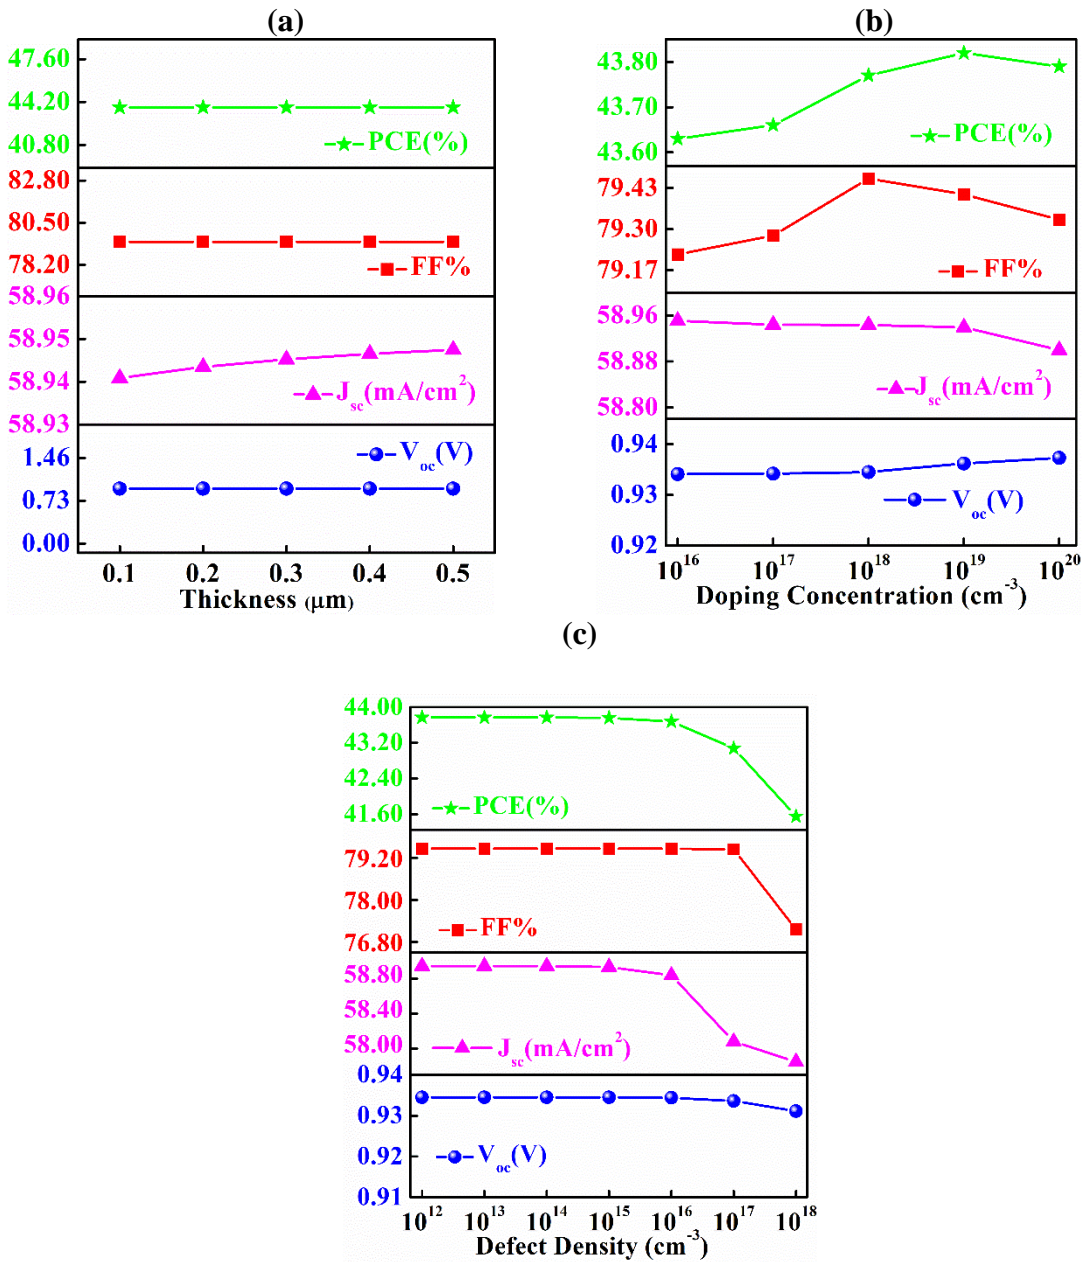 (a)
47.60
44.20
40.80
PCE(%)
82.80
80.50
78.20
FF%
58.96
58.95
58.94
58.93
Jsc(mA/cm²)
1.46
0.73
0.00
Voc(V)
0.1 0.2 0.3 0.4 0.5
Thickness (μm)
(b)
43.80
43.70
43.60
PCE(%)
79.43
79.30
79.17
FF%
58.96
58.88
58.80
Jsc(mA/cm²)
0.94
0.93
0.92
Voc(V)
10¹⁶ 10¹⁷ 10¹⁸ 10¹⁹ 10²⁰
Doping Concentration (cm⁻³)
(c)
44.00
43.20
42.40
41.60
PCE(%)
79.20
78.00
76.80
FF%
58.80
58.40
58.00
Jsc(mA/cm²)
0.94
0.93
0.92
0.91
Voc(V)
10¹² 10¹³ 10¹⁴ 10¹⁵ 10¹⁶ 10¹⁷ 10¹⁸
Defect Density (cm⁻³)